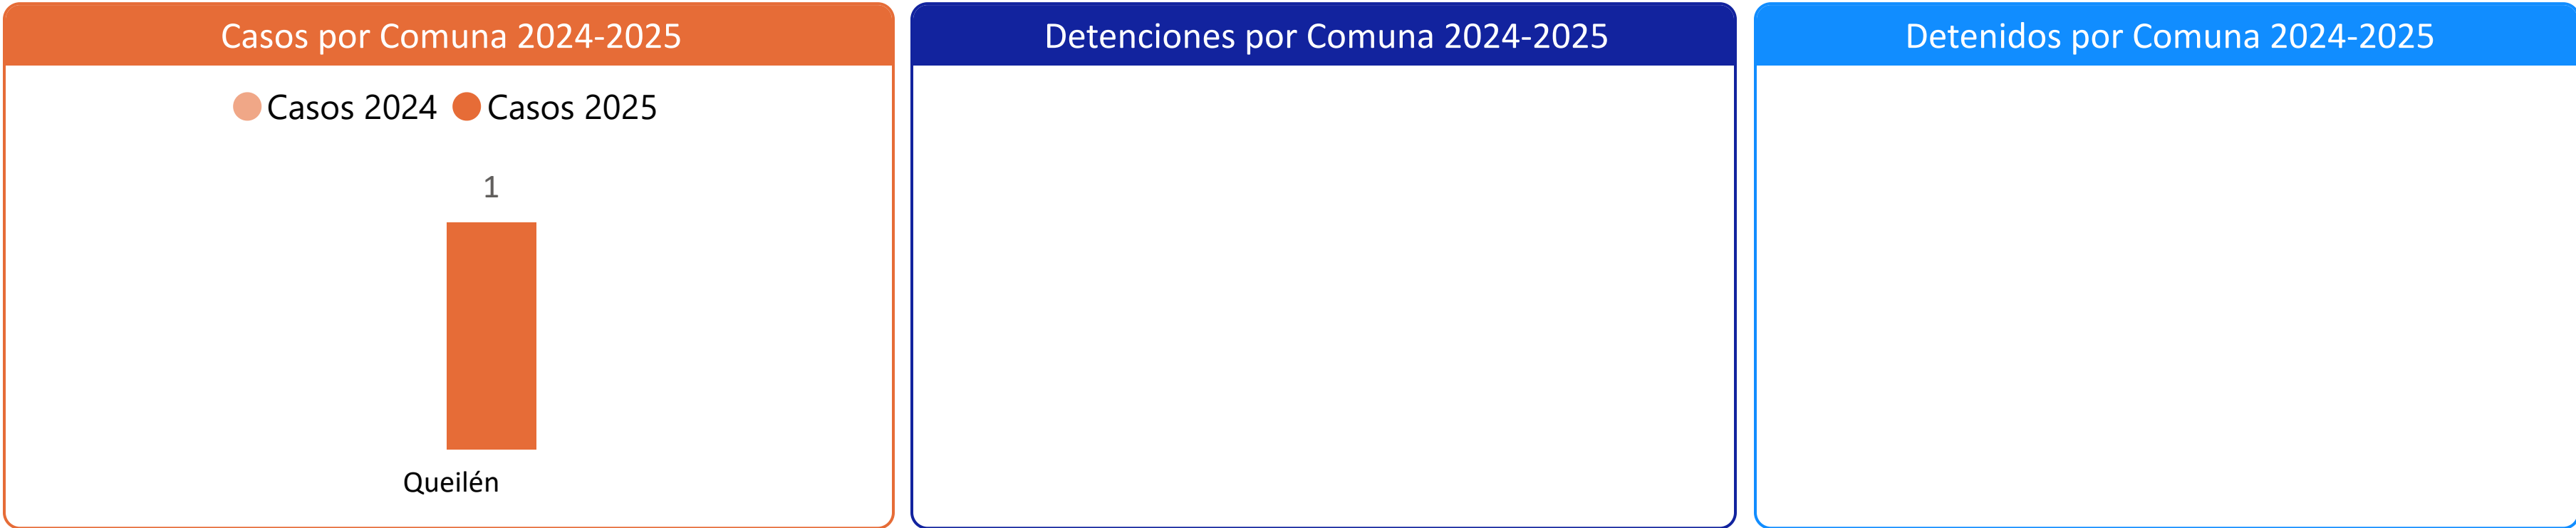 Casos por Comuna 2024-2025
Casos 2024 Casos 2025
1
Queilén
Detenciones por Comuna 2024-2025
Detenidos por Comuna 2024-2025